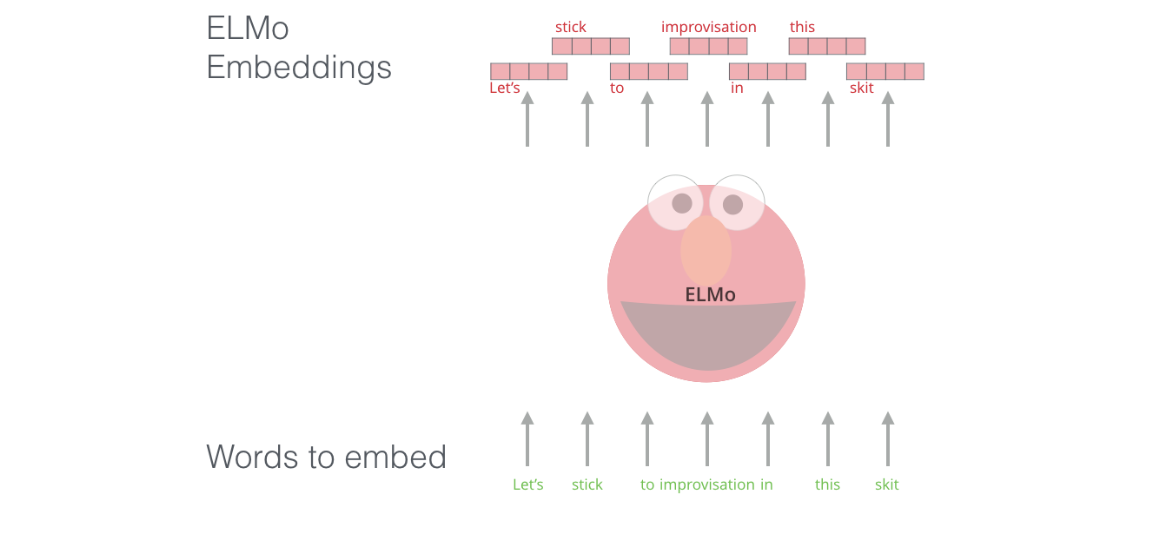 ELMo
Embeddings
stick improvisation this
Let's to in skit
ELMo
Words to embed
Let's stick to improvisation in this skit